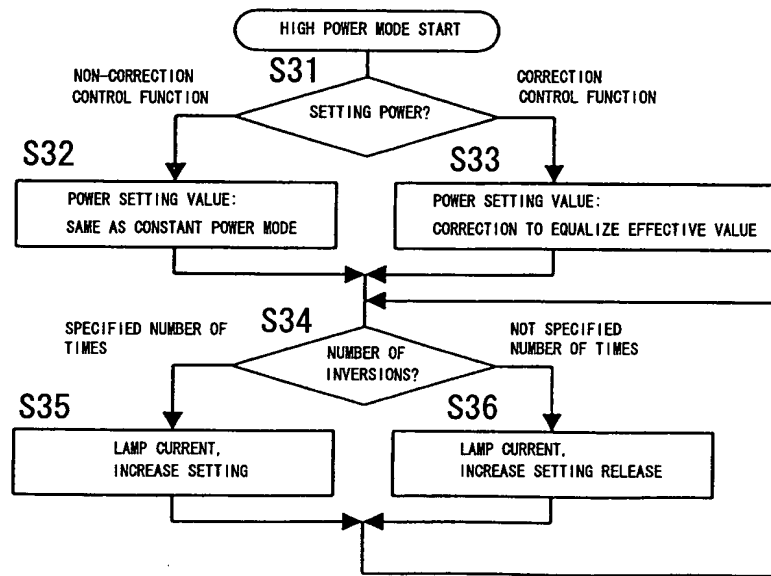 HIGH POWER MODE START
S31
NON-CORRECTION
CONTROL FUNCTION
CORRECTION
CONTROL FUNCTION
SETTING POWER?
S32
S33
POWER SETTING VALUE:
SAME AS CONSTANT POWER MODE
POWER SETTING VALUE:
CORRECTION TO EQUALIZE EFFECTIVE VALUE
S34
SPECIFIED NUMBER OF
TIMES
NOT SPECIFIED
NUMBER OF TIMES
NUMBER OF
INVERSIONS?
S35
S36
LAMP CURRENT,
INCREASE SETTING
LAMP CURRENT,
INCREASE SETTING RELEASE